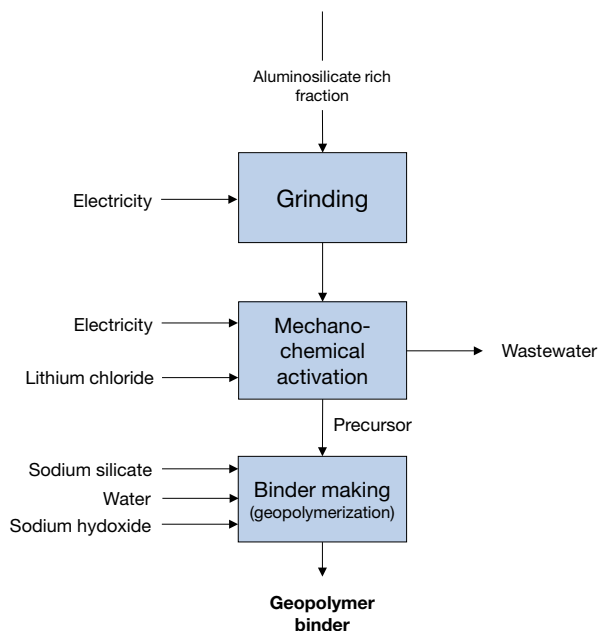 Aluminosilicate rich
fraction
Electricity
Grinding
Electricity
Lithium chloride
Mechano-
chemical
activation
Wastewater
Precursor
Sodium silicate
Water
Sodium hydoxide
Binder making
(geopolymerization)
Geopolymer
binder